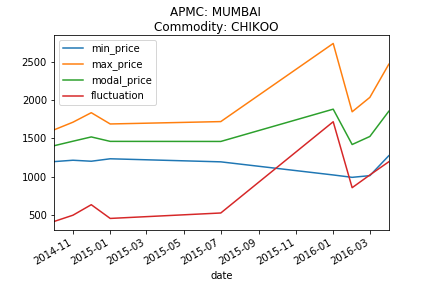 APMC: MUMBAI
Commodity: CHIKOO
min_price
max_price
modal_price
fluctuation
2500
2000
1500
1000
500
2014-11
2015-01
2015-03
2015-05
2015-07
2015-09
2015-11
2016-01
2016-03
date